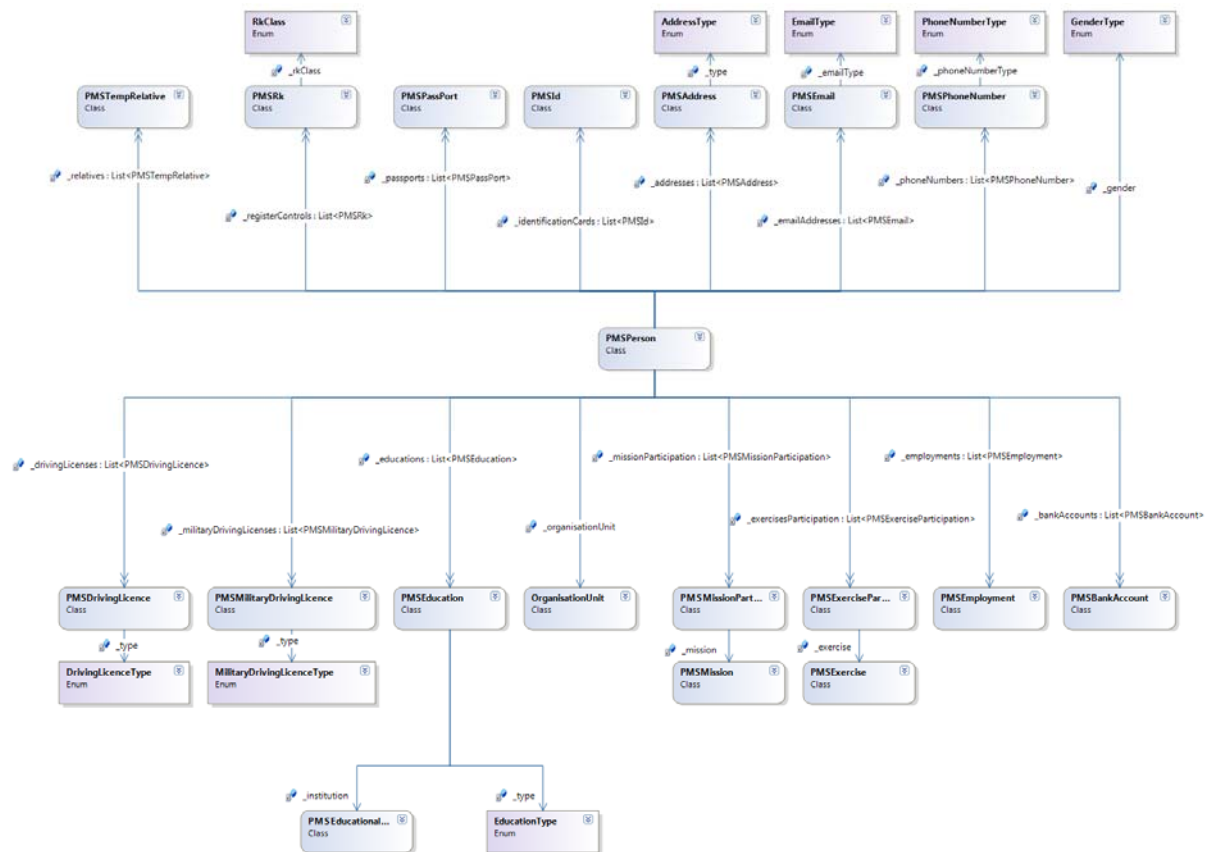 RkClass
Enum
AddressType
Enum
EmailType
Enum
PhoneNumberType
Enum
GenderType
Enum
_rkClass
_type
_emailType
_phoneNumberType
PMSTempRelative
Class
PMSRk
Class
PMSPassPort
Class
PMSId
Class
PMSAddress
Class
PMSEmail
Class
PMSPhoneNumber
Class
_relatives : List<PMSTempRelative>
_passports : List<PMSPassPort>
_addresses : List<PMSAddress>
_phoneNumbers : List<PMSPhoneNumber>
_gender
_registerControls : List<PMSRk>
_identificationCards : List<PMSId>
_emailAddresses : List<PMSEmail>
PMSPerson
Class
_drivingLicenses : List<PMSDrivingLicence>
_educations : List<PMSEducation>
_missionParticipation : List<PMSMissionParticipation>
_employments : List<PMSEmployment>
_militaryDrivingLicenses : List<PMSMilitaryDrivingLicence>
_organisationUnit
_exercisesParticipation : List<PMSExerciseParticipation>
_bankAccounts : List<PMSBankAccount>
PMSDrivingLicence
Class
PMSMilitaryDrivingLicence
Class
PMSEducation
Class
OrganisationUnit
Class
PMSMissionPart...
Class
PMSExercisePar...
Class
PMSEmployment
Class
PMSBankAccount
Class
_type
_type
_mission
_exercise
DrivingLicenceType
Enum
MilitaryDrivingLicenceType
Enum
PMSMission
Class
PMSExercise
Class
_institution
_type
PMSEducational...
Class
EducationType
Enum